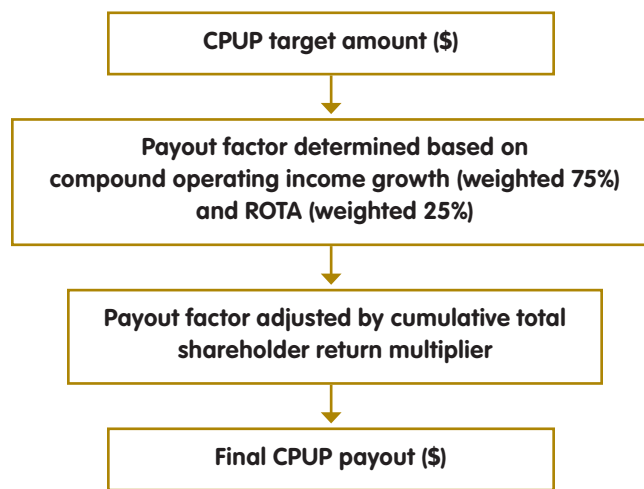 CPUP target amount ($)
Payout factor determined based on
compound operating income growth (weighted 75%)
and ROTA (weighted 25%)
Payout factor adjusted by cumulative total
shareholder return multiplier
Final CPUP payout ($)